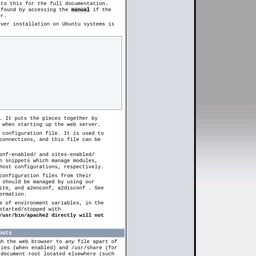 to this for the full documentation.
found by accessing the manual if the
r.
ver installation on Ubuntu systems is
. It puts the pieces together by
when starting up the web server.
configuration file. It is used to
connections, and this file can be
onf-enabled/ and sites-enabled/
n snippets which manage modules,
host configurations, respectively.
configuration files from their
should be managed by using our
ite, and a2enconf, a2disconf . See
ormation.
e of environment variables, in the
started/stopped with
/usr/bin/apache2 directly will not
oots
gh the web browser to any file apart of
ies (when enabled) and /usr/share (for
document root located elsewhere (such